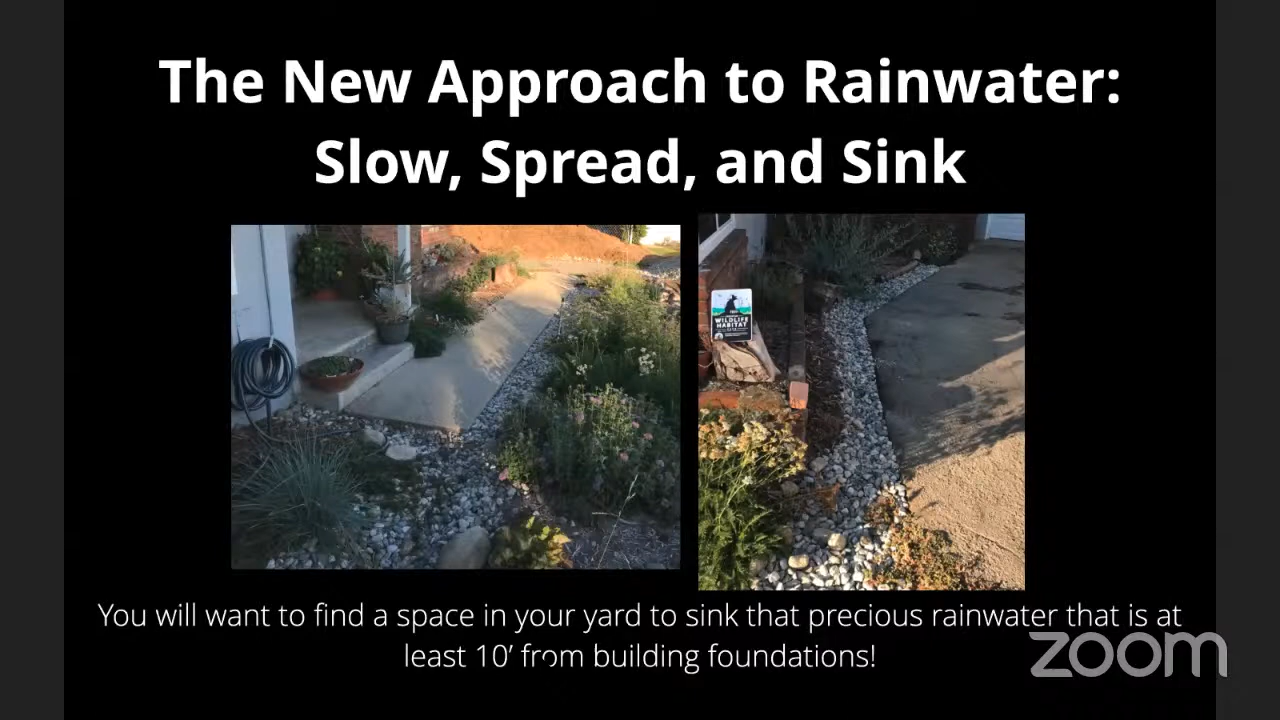 The New Approach to Rainwater:
Slow, Spread, and Sink
WILDLIFE
HABITAT
You will want to find a space in your yard to sink that precious rainwater that is at
least 10’ from building foundations!
zoom